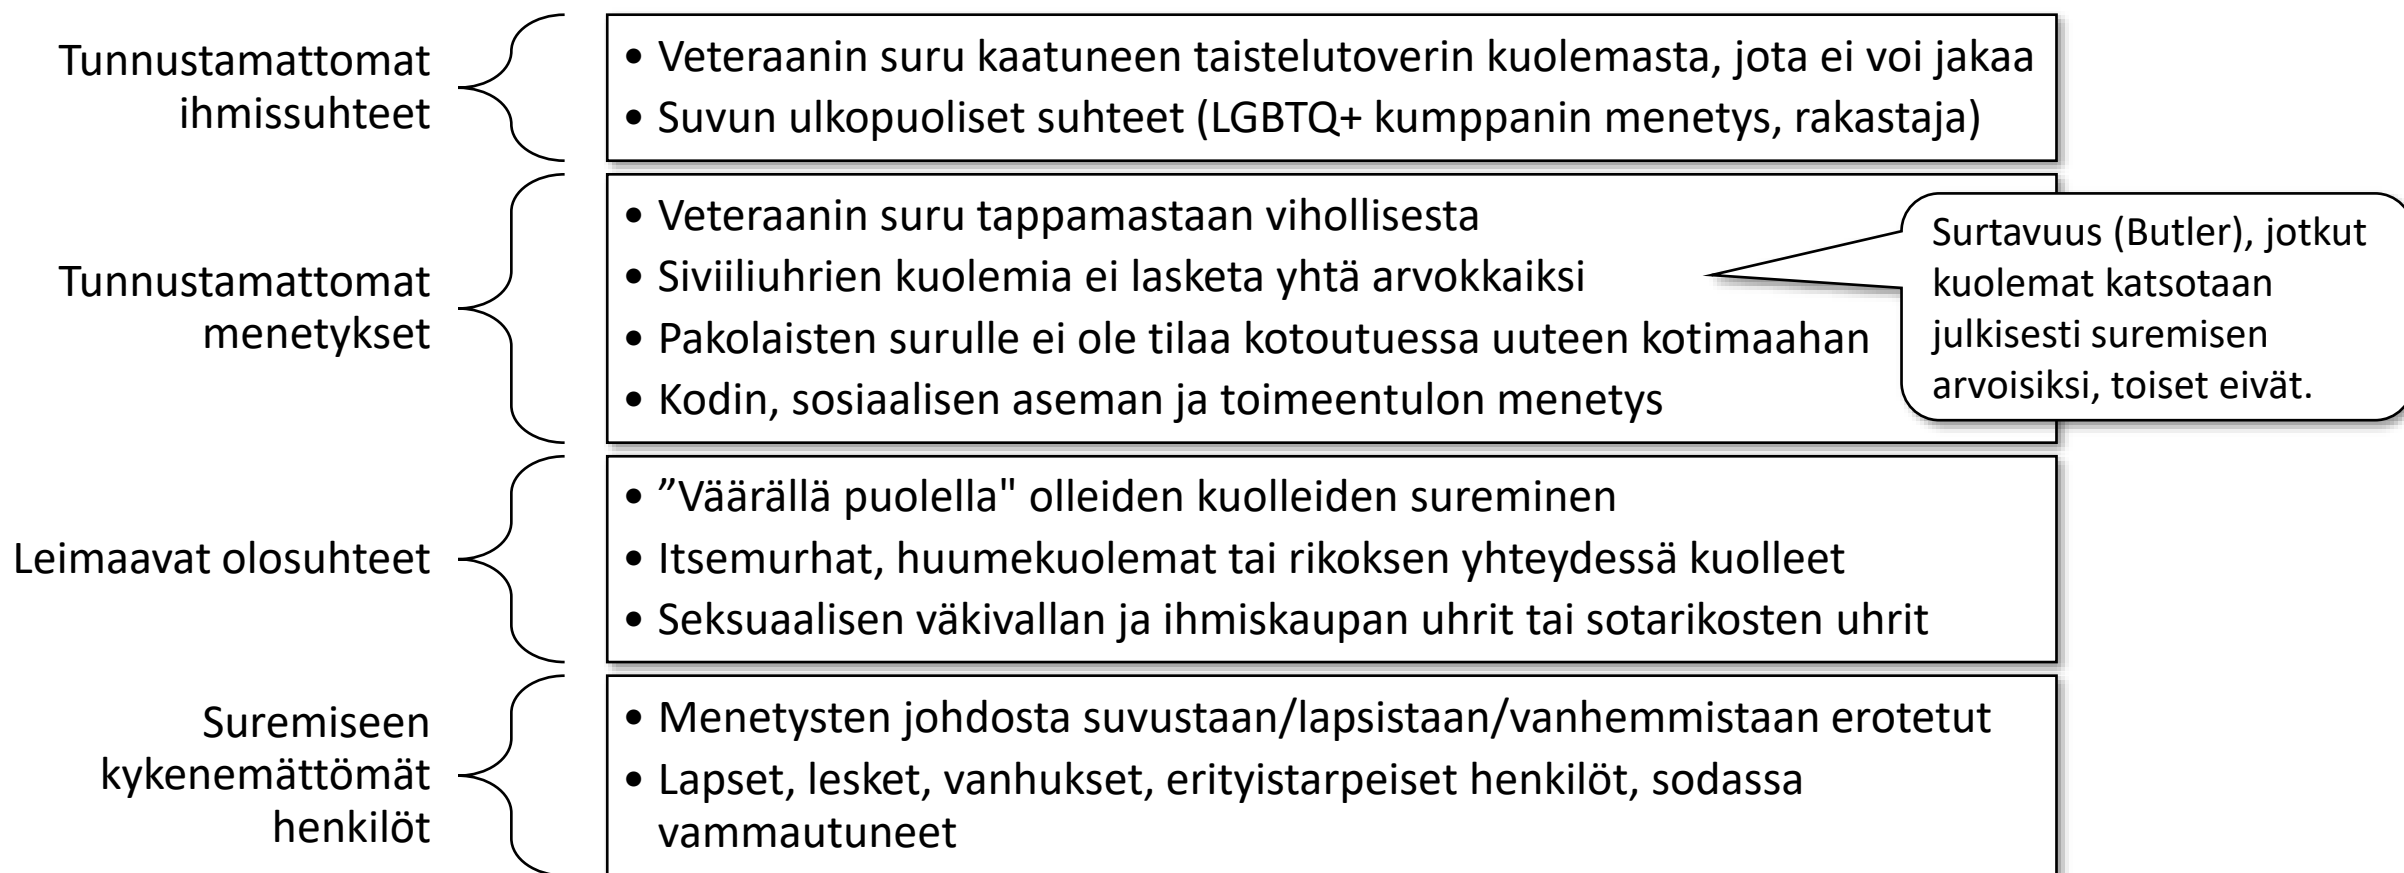 Tunnustamattomat
ihmissuhteet
• Veteraanin suru kaatuneen taistelutoverin kuolemasta, jota ei voi jakaa
• Suvun ulkopuoliset suhteet (LGBTQ+ kumppanin menetys, rakastaja)
Tunnustamattomat
menetykset
• Veteraanin suru tappamastaan vihollisesta
• Siviiliuhrien kuolemia ei lasketa yhtä arvokkaiksi
• Pakolaisten surulle ei ole tilaa kotoutuessa uuteen kotimaahan
• Kodin, sosiaalisen aseman ja toimeentulon menetys
Surtavuus (Butler), jotkut
kuolemat katsotaan
julkisesti suremisen
arvoisiksi, toiset eivät.
Leimaavat olosuhteet
• ”Väärällä puolella" olleiden kuolleiden sureminen
• Itsemurhat, huumekuolemat tai rikoksen yhteydessä kuolleet
• Seksuaalisen väkivallan ja ihmiskaupan uhrit tai sotarikosten uhrit
Suremiseen
kykenemättömät
henkilöt
• Menetysten johdosta suvustaan/lapsistaan/vanhemmistaan erotetut
• Lapset, lesket, vanhukset, erityistarpeiset henkilöt, sodassa
vammautuneet